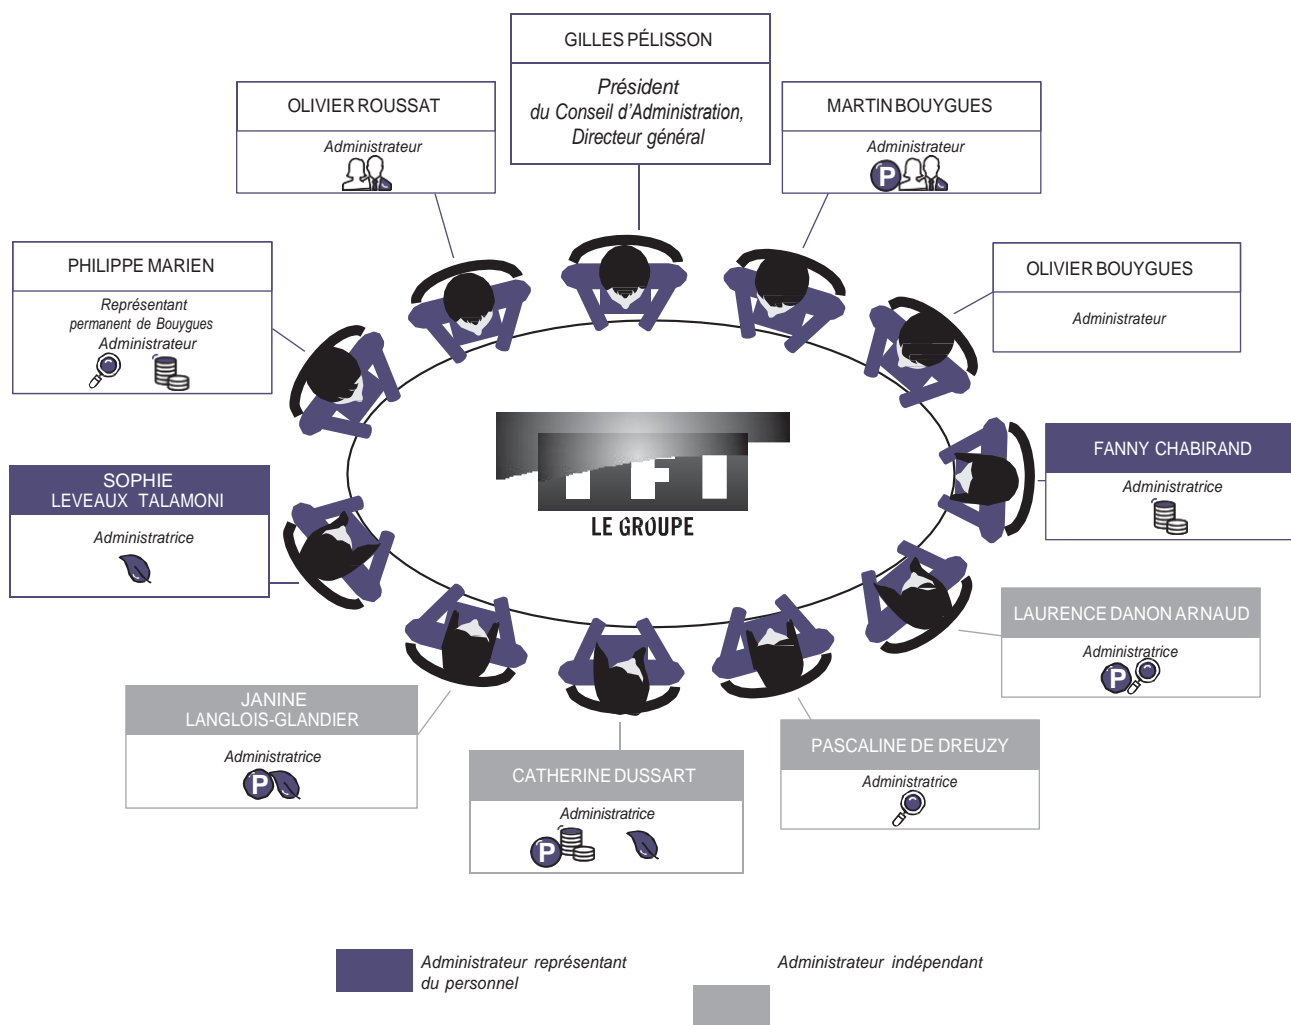 GILLES PÉLISSON
Président
du Conseil d'Administration,
Directeur général
OLIVIER ROUSSAT
Administrateur
MARTIN BOUYGUES
Administrateur
P
PHILIPPE MARIEN
Représentant
permanent de Bouygues
Administrateur
OLIVIER BOUYGUES
Administrateur
TF1
LE GROUPE
FANNY CHABIRAND
Administratrice
SOPHIE
LEVEAUX TALAMONI
Administratrice
LAURENCE DANON ARNAUD
Administratrice
P
JANINE
LANGLOIS-GLANDIER
Administratrice
P
PASCALINE DE DREUZY
Administratrice
CATHERINE DUSSART
Administratrice
P
Administrateur représentant
du personnel
Administrateur indépendant